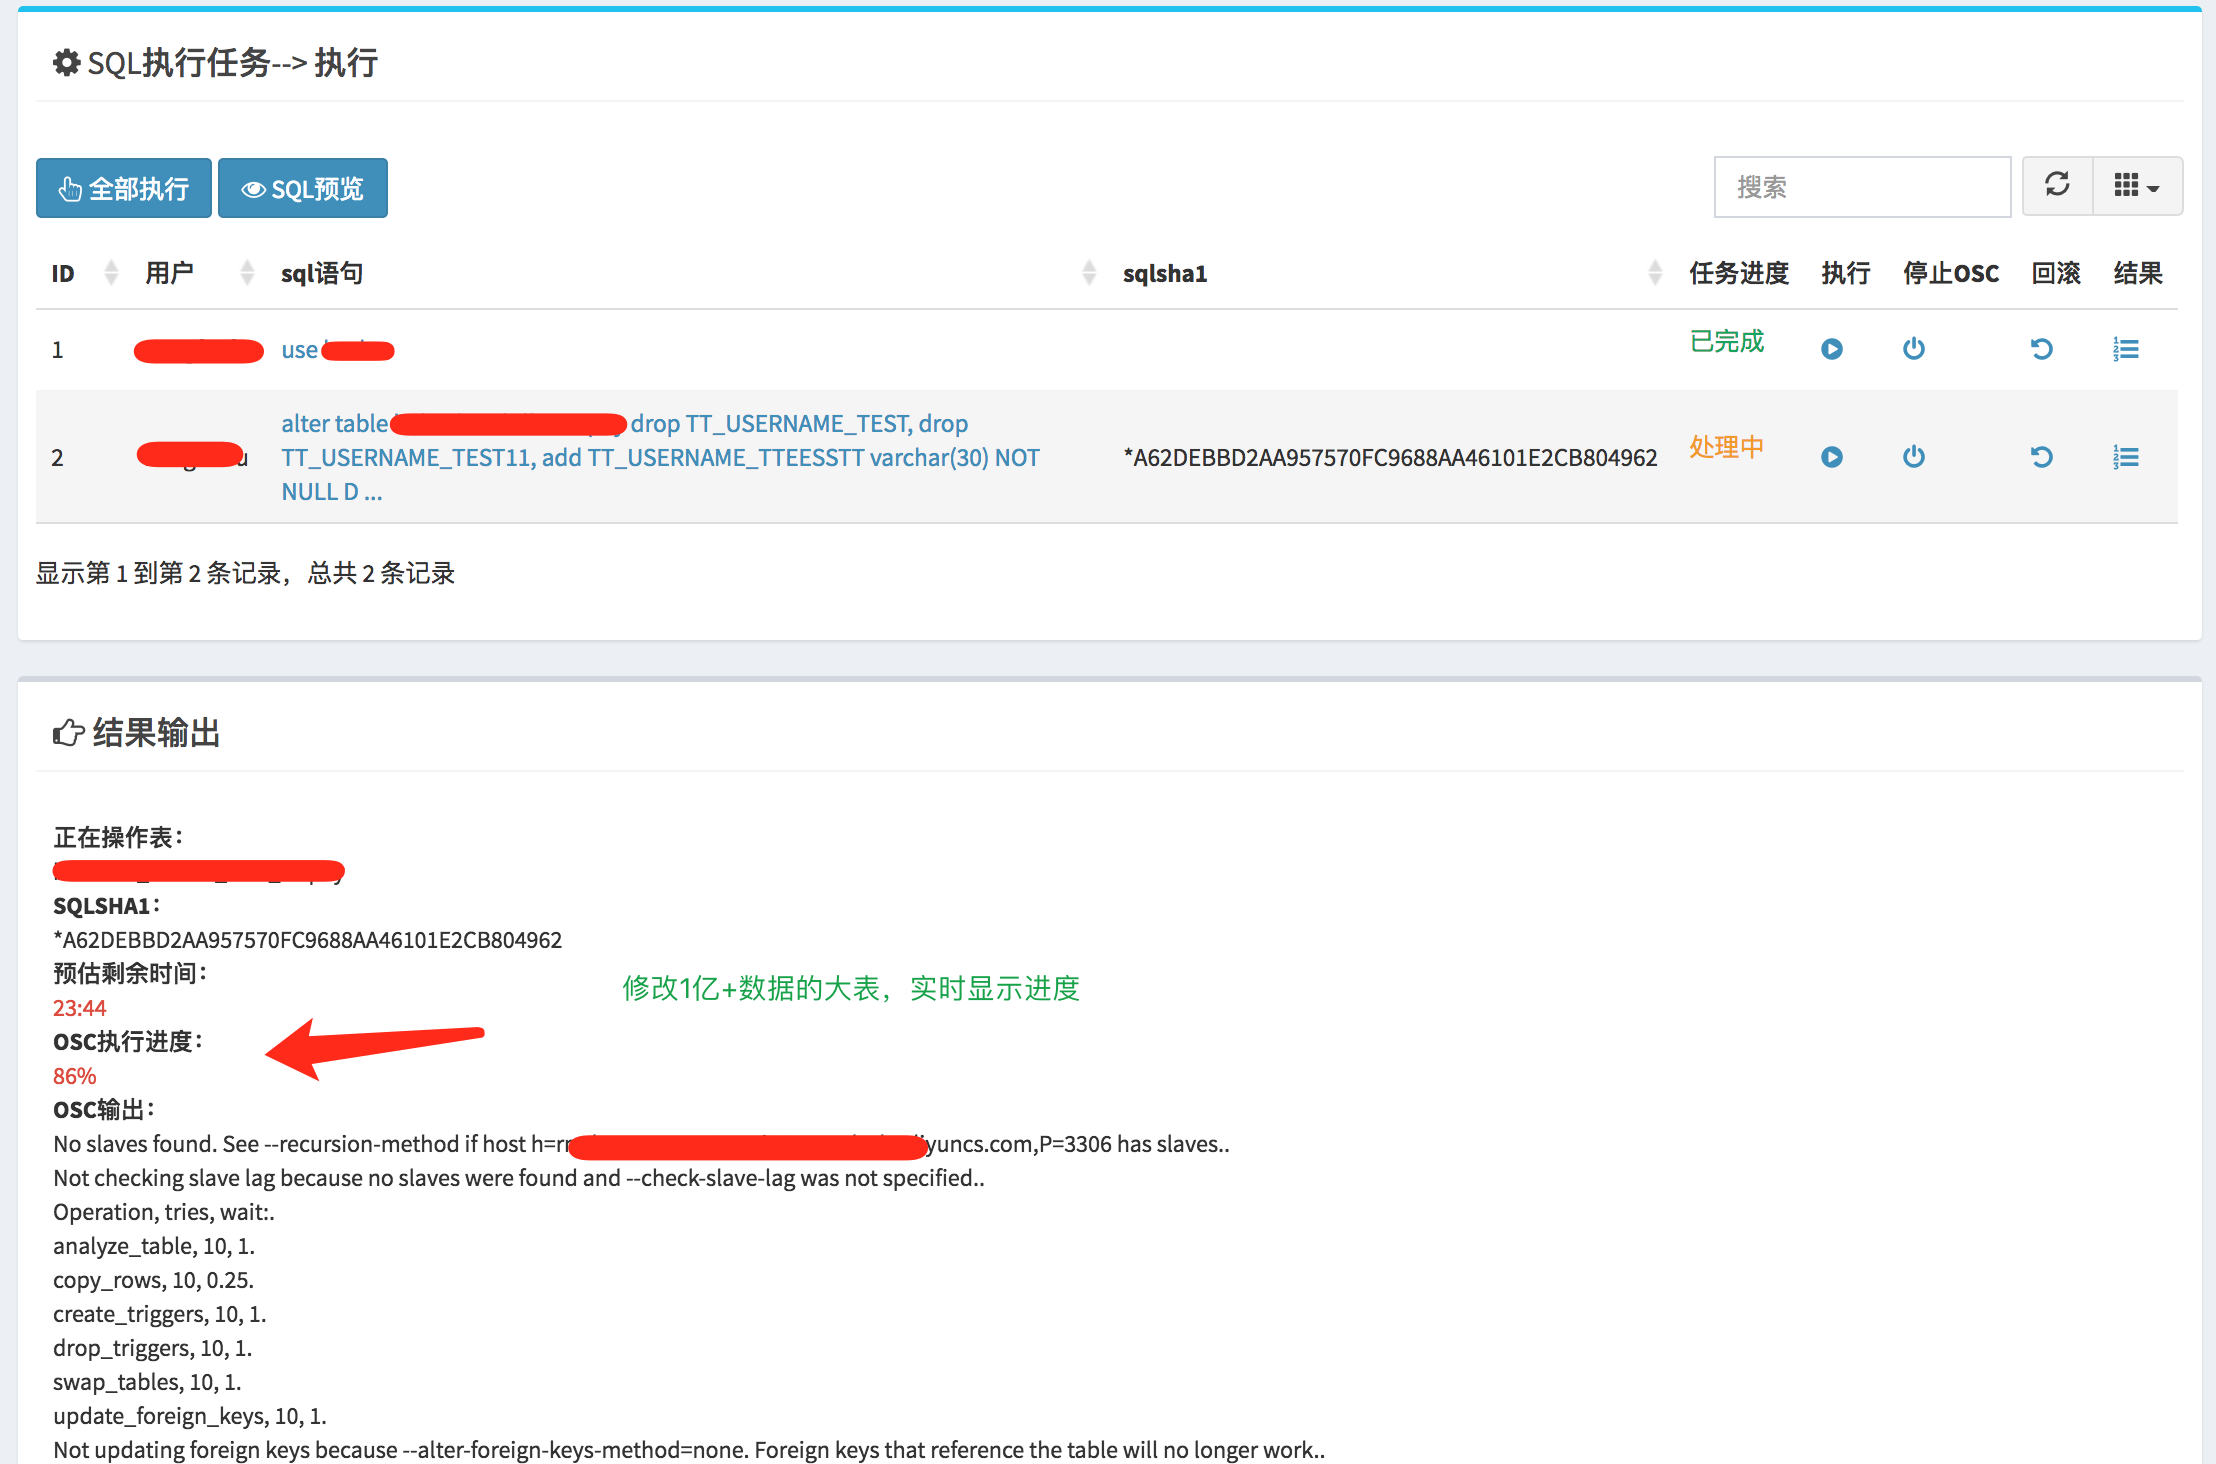 SQL执行任务--> 执行
全部执行 SQL预览 搜索
ID 用户 sql语句 sqlsha1 任务进度 执行 停止OSC 回滚 结果
1 use 已完成
alter table drop TT_USERNAME_TEST, drop
2 TT_USERNAME_TEST11, add TT_USERNAME_TTEESSTT varchar(30) NOT *A62DEBBD2AA957570FC9688AA46101E2CB804962 处理中
NULL D ...
显示第 1 到第 2 条记录，总共 2 条记录
结果输出
正在操作表：
SQLSHA1：
*A62DEBBD2AA957570FC9688AA46101E2CB804962
预估剩余时间：
修改1亿+数据的大表，实时显示进度
23:44
OSC执行进度：
86%
OSC输出：
No slaves found. See --recursion-method if host h=r yuncs.com,P=3306 has slaves..
Not checking slave lag because no slaves were found and --check-slave-lag was not specified..
Operation, tries, wait:.
analyze_table, 10, 1.
copy_rows, 10, 0.25.
create_triggers, 10, 1.
drop_triggers, 10, 1.
swap_tables, 10, 1.
update_foreign_keys, 10, 1.
Not updating foreign keys because --alter-foreign-keys-method=none. Foreign keys that reference the table will no longer work..